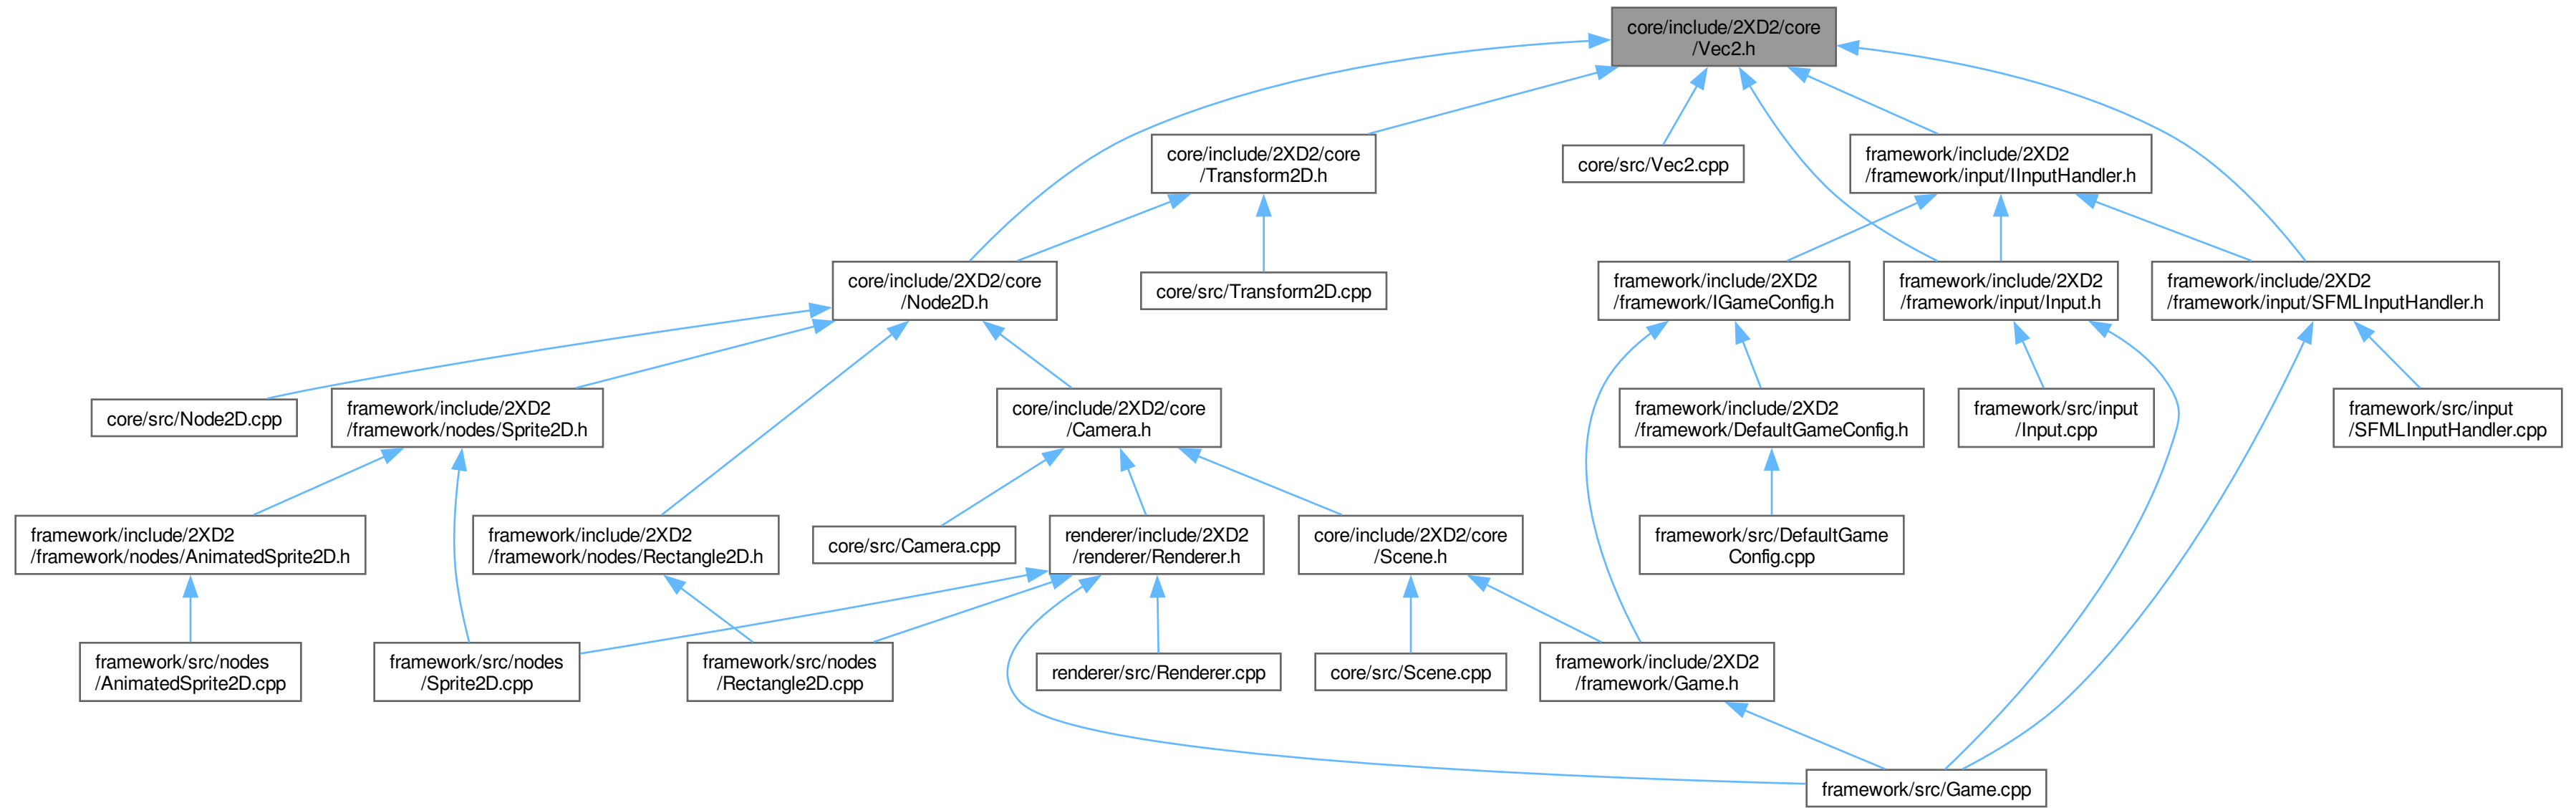 core/include/2XD2/core
/Vec2.h
core/include/2XD2/core
/Transform2D.h
core/src/Vec2.cpp
framework/include/2XD2
/framework/input/IInputHandler.h
core/include/2XD2/core
/Node2D.h
core/src/Transform2D.cpp
framework/include/2XD2
/framework/IGameConfig.h
framework/include/2XD2
/framework/input/Input.h
framework/include/2XD2
/framework/input/SFMLInputHandler.h
core/src/Node2D.cpp
framework/include/2XD2
/framework/nodes/Sprite2D.h
core/include/2XD2/core
/Camera.h
framework/include/2XD2
/framework/DefaultGameConfig.h
framework/src/input
/Input.cpp
framework/src/input
/SFMLInputHandler.cpp
framework/include/2XD2
/framework/nodes/AnimatedSprite2D.h
framework/include/2XD2
/framework/nodes/Rectangle2D.h
core/src/Camera.cpp
renderer/include/2XD2
/renderer/Renderer.h
core/include/2XD2/core
/Scene.h
framework/src/DefaultGame
Config.cpp
framework/src/nodes
/AnimatedSprite2D.cpp
framework/src/nodes
/Sprite2D.cpp
framework/src/nodes
/Rectangle2D.cpp
renderer/src/Renderer.cpp
core/src/Scene.cpp
framework/include/2XD2
/framework/Game.h
framework/src/Game.cpp